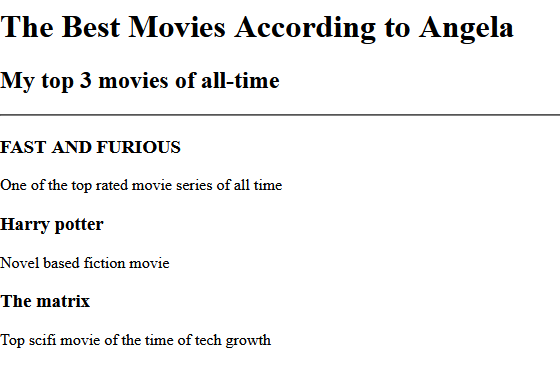 The Best Movies According to Angela
My top 3 movies of all-time
FAST AND FURIOUS
One of the top rated movie series of all time
Harry potter
Novel based fiction movie
The matrix
Top scifi movie of the time of tech growth